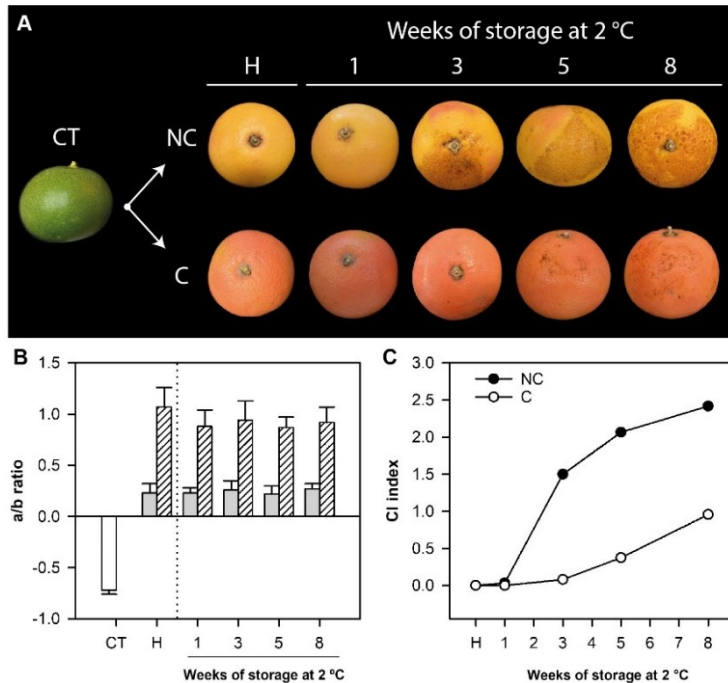 A
Weeks of storage at 2 °C
H 1 3 5 8
CT
NC
C
B
1.5
1.0
0.5
0.0
-0.5
-1.0
a/b ratio
CT H 1 3 5 8
Weeks of storage at 2 °C
C
3.0
2.5
2.0
1.5
1.0
0.5
0.0
CI index
NC
C
H 1 2 3 4 5 6 7 8
Weeks of storage at 2 °C